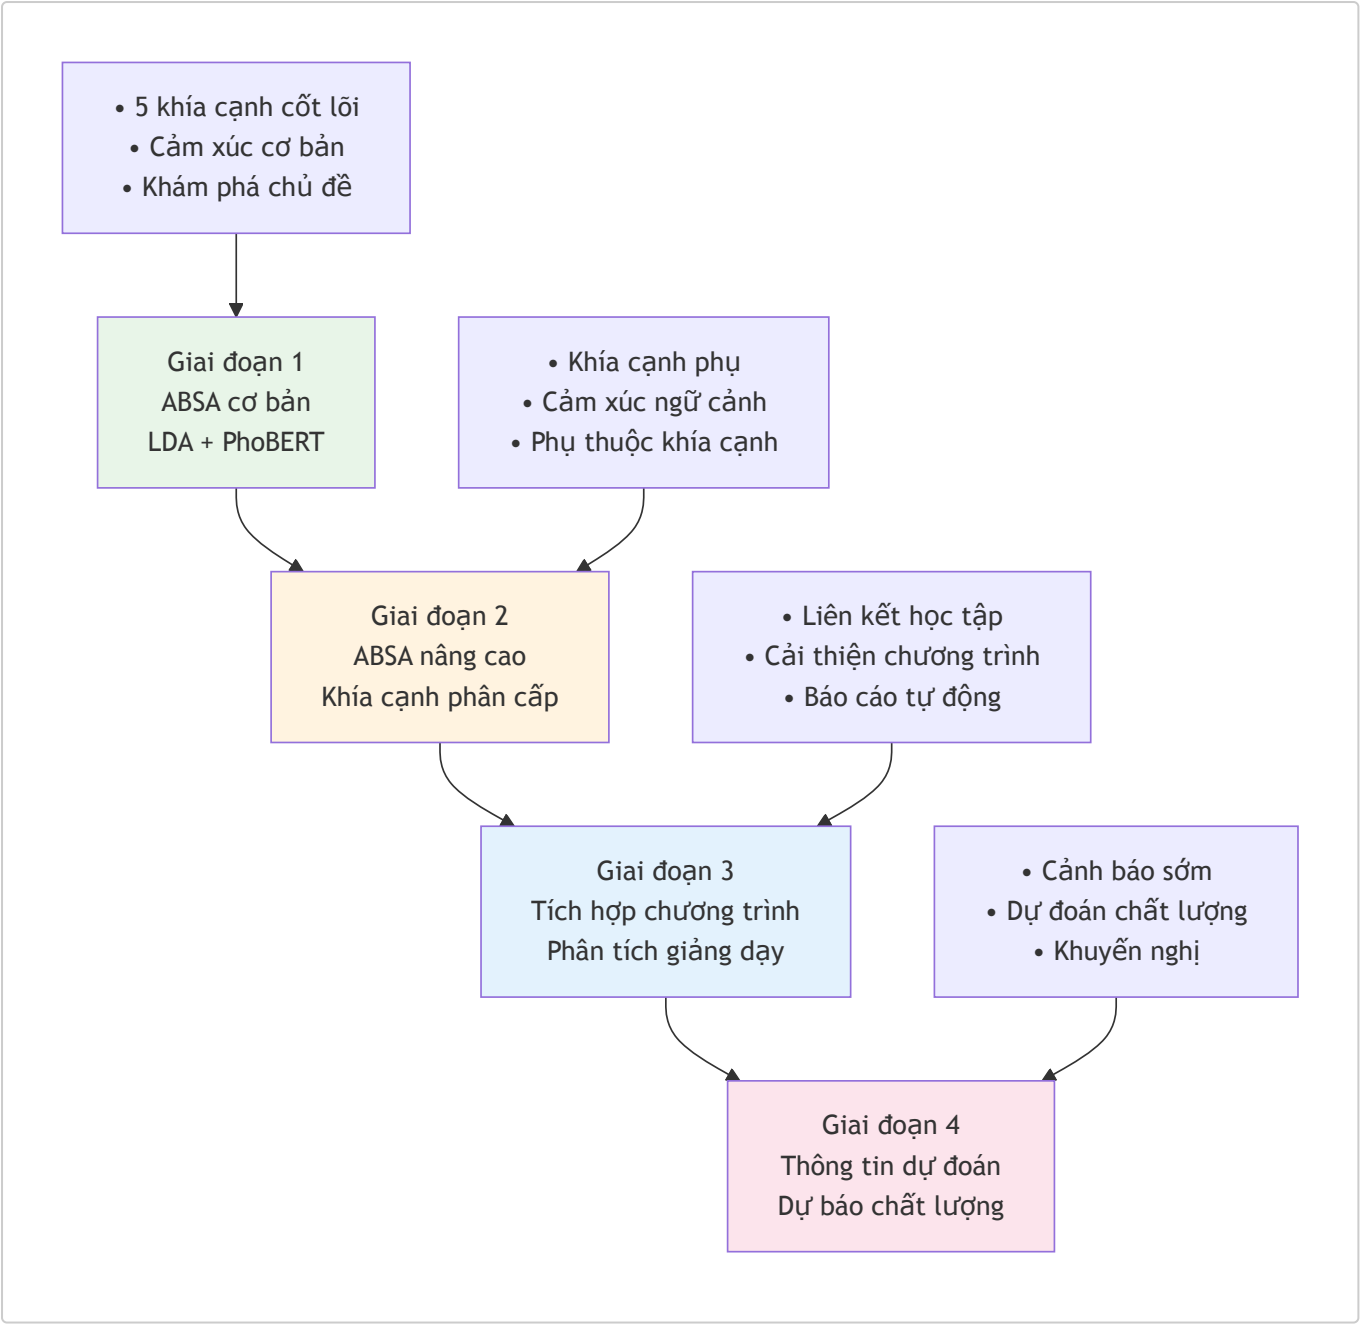 • 5 khía cạnh cốt lõi
• Cảm xúc cơ bản
• Khám phá chủ đề
Giai đoạn 1
ABSA cơ bản
LDA + PhoBERT
• Khía cạnh phụ
• Cảm xúc ngữ cảnh
• Phụ thuộc khía cạnh
Giai đoạn 2
ABSA nâng cao
Khía cạnh phân cấp
• Liên kết học tập
• Cải thiện chương trình
• Báo cáo tự động
Giai đoạn 3
Tích hợp chương trình
Phân tích giảng dạy
• Cảnh báo sớm
• Dự đoán chất lượng
• Khuyến nghị
Giai đoạn 4
Thông tin dự đoán
Dự báo chất lượng